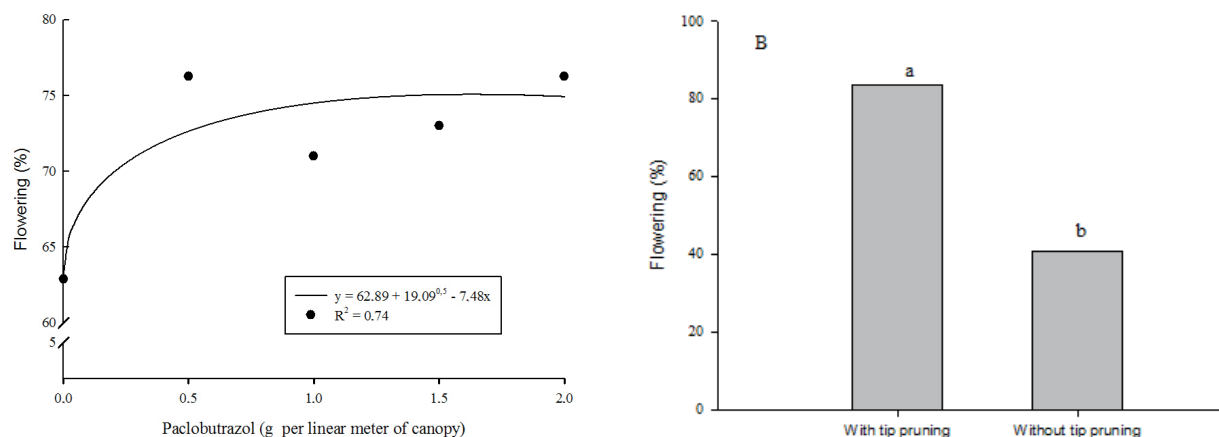 80
75
70
65
60
5
Flowering (%)
y = 62.89 + 19.09^0,5 - 7.48x
R² = 0.74
0.0 0.5 1.0 1.5 2.0
Paclobutrazol (g per linear meter of canopy)
B
100
80
60
40
20
0
Flowering (%)
a
b
With tip pruning Without tip pruning